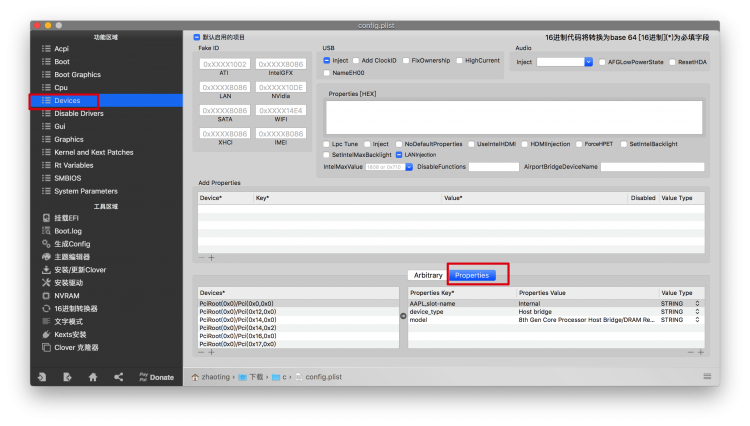 config.plist
功能区域
Acpi
Boot
Boot Graphics
Cpu
Devices
Disable Drivers
Gui
Graphics
Kernel and Kext Patches
Rt Variables
SMBIOS
System Parameters
工具区域
挂载EFI
Boot.log
生成Config
主题编辑器
安装/更新Clover
安装驱动
NVRAM
16进制转换器
文字模式
Kexts安装
Clover 克隆器
Donate
默认启用的项目
16进制代码将转换为base 64 [16进制](*)为必填字段
Fake ID
0xXXXX1002
0xXXXX8086
ATI
IntelGFX
0xXXXX8086
0xXXXX10DE
LAN
NVidia
0xXXXX8086
0xXXXX14E4
SATA
WIFI
0xXXXX8086
0xXXXX8086
XHCI
IMEI
USB
Inject
Add ClockID
FixOwnership
HighCurrent
NameEH00
Audio
Inject
AFGLowPowerState
ResetHDA
Properties [HEX]
Lpc Tune
Inject
NoDefaultProperties
UseIntelHDMI
HDMIInjection
ForceHPET
SetIntelBacklight
SetIntelMaxBacklight
LANInjection
IntelMaxValue
1808 or 0x710
DisableFunctions
AirportBridgeDeviceName
Add Properties
Device*
Key*
Value*
Disabled
Value Type
Arbitrary
Properties
Devices*
PciRoot(0x0)/Pci(0x0,0x0)
PciRoot(0x0)/Pci(0x12,0x0)
PciRoot(0x0)/Pci(0x14,0x0)
PciRoot(0x0)/Pci(0x14,0x2)
PciRoot(0x0)/Pci(0x16,0x0)
PciRoot(0x0)/Pci(0x17,0x0)
Properties Key*
Properties Value
Value Type
AAPL,slot-name
Internal
STRING
device_type
Host bridge
STRING
model
8th Gen Core Processor Host Bridge/DRAM Re...
STRING
zhaoting
下载
c
config.plist